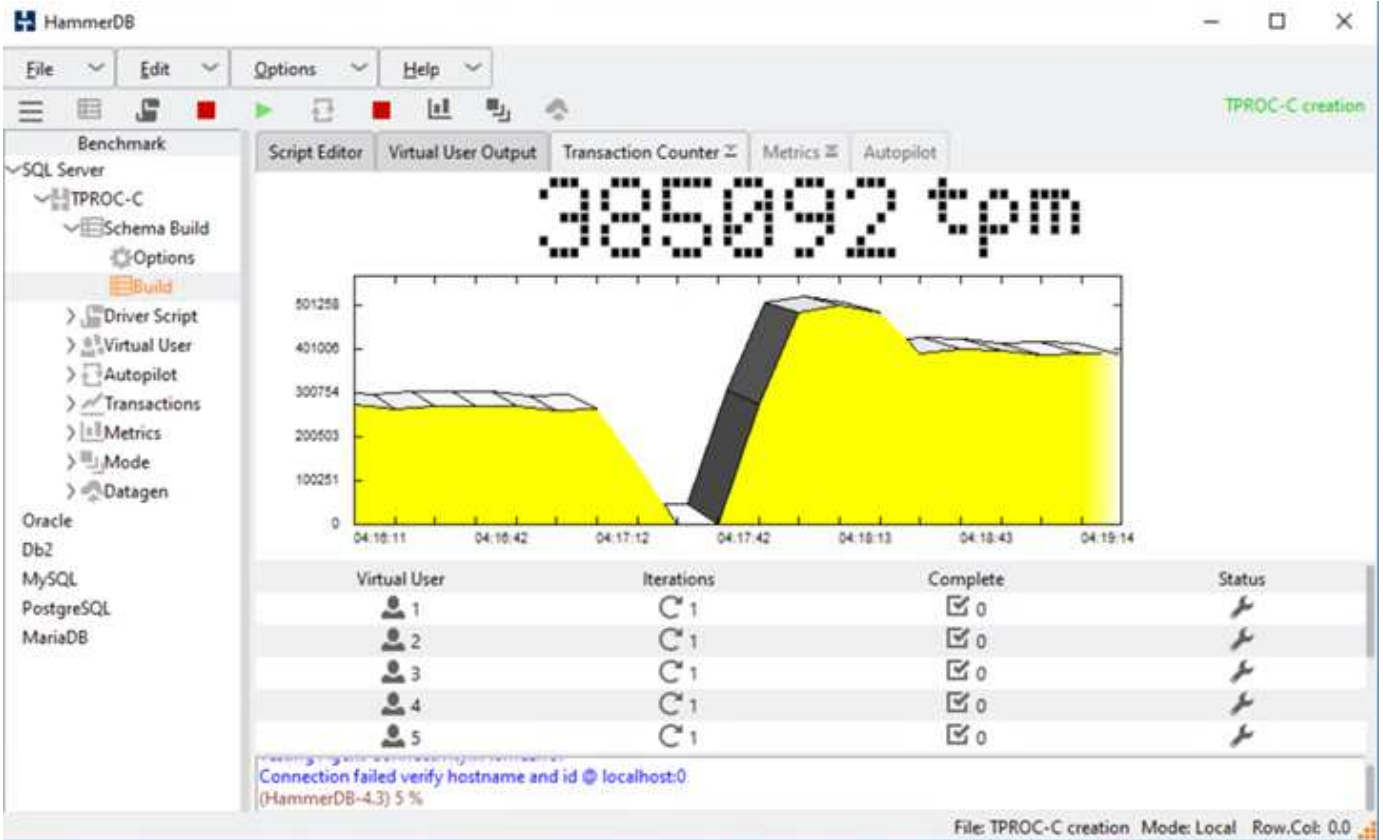 HammerDB
File Edit Options Help
TPROC-C creation
Benchmark
SQL Server
TPROC-C
Schema Build
Options
Build
Driver Script
Virtual User
Autopilot
Transactions
Metrics
Mode
Datagen
Oracle
Db2
MySQL
PostgreSQL
MariaDB
Script Editor Virtual User Output Transaction Counter Metrics Autopilot
385092 tpm
501258
401006
300754
200503
100251
0
04:16:11 04:16:42 04:17:12 04:17:42 04:18:13 04:18:43 04:19:14
Virtual User Iterations Complete Status
1 1 0
2 1 0
3 1 0
4 1 0
5 1 0
Connection failed verify hostname and id @ localhost:0
(HammerDB-4.3) 5 %
File: TPROC-C creation Mode: Local Row.Col: 0.0